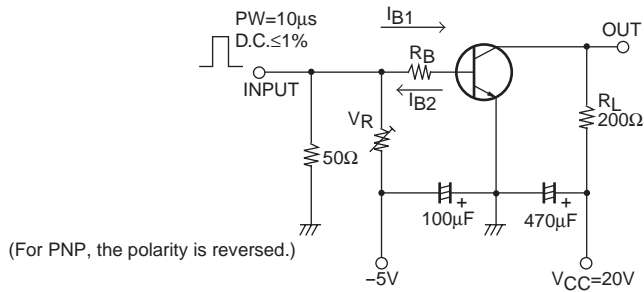 PW=10μs
D.C.≤1%
IB1
INPUT
RB
IB2
OUT
VR
RL
200Ω
50Ω
+
100μF
+
470μF
(For PNP, the polarity is reversed.)
−5V
VCC=20V